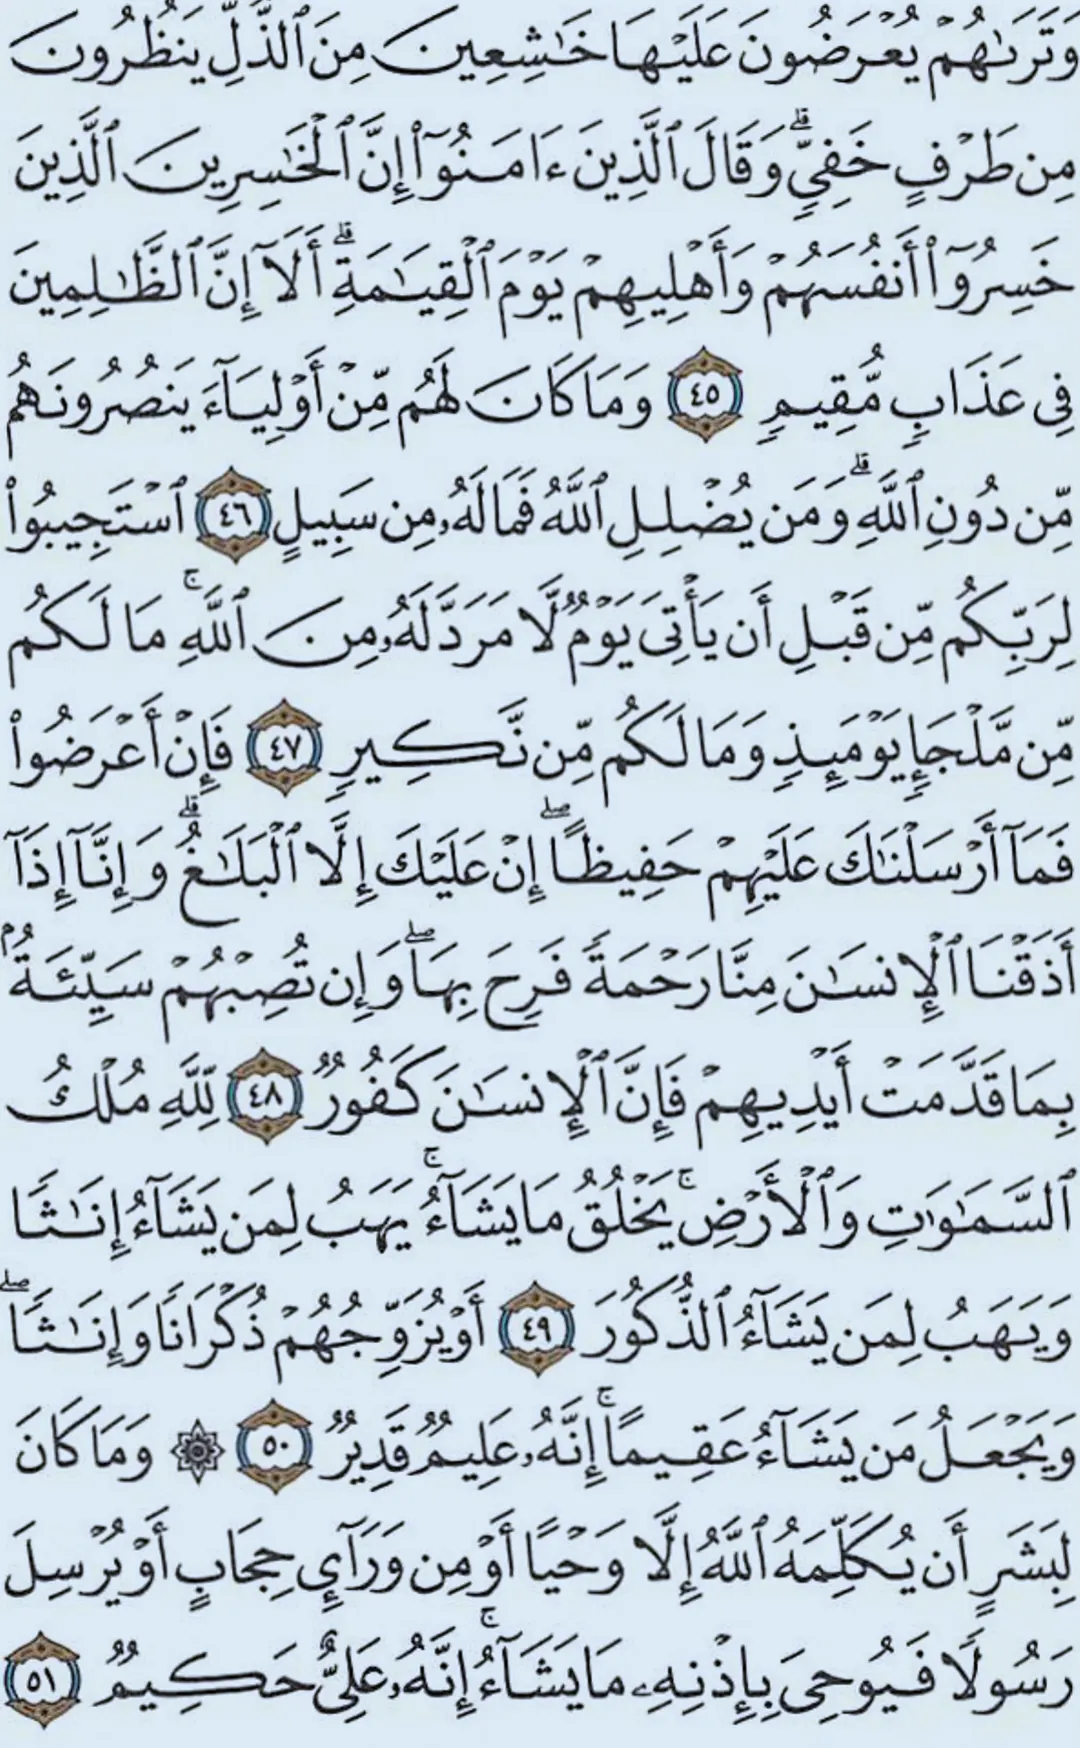 وَتَرَىٰهُمۡ يُعۡرَضُونَ عَلَيۡهَا خَٰشِعِينَ مِنَ ٱلذُّلِّ يَنظُرُونَ
مِن طَرۡفٍ خَفِيّٖۗ وَقَالَ ٱلَّذِينَ ءَامَنُوٓاْ إِنَّ ٱلۡخَٰسِرِينَ ٱلَّذِينَ
خَسِرُوٓاْ أَنفُسَهُمۡ وَأَهۡلِيهِمۡ يَوۡمَ ٱلۡقِيَٰمَةِۗ أَلَآ إِنَّ ٱلظَّٰلِمِينَ
فِي عَذَابٖ مُّقِيمٖ ٤٥ وَمَا كَانَ لَهُم مِّنۡ أَوۡلِيَآءَ يَنصُرُونَهُم
مِّن دُونِ ٱللَّهِۗ وَمَن يُضۡلِلِ ٱللَّهُ فَمَا لَهُۥ مِن سَبِيلٍ ٤٦ ٱسۡتَجِيبُواْ
لِرَبِّكُم مِّن قَبۡلِ أَن يَأۡتِيَ يَوۡمٞ لَّا مَرَدَّ لَهُۥ مِنَ ٱللَّهِۚ مَا لَكُم
مِّن مَّلۡجَإٖ يَوۡمَئِذٖ وَمَا لَكُم مِّن نَّكِيرٖ ٤٧ فَإِنۡ أَعۡرَضُواْ
فَمَآ أَرۡسَلۡنَٰكَ عَلَيۡهِمۡ حَفِيظًاۖ إِنۡ عَلَيۡكَ إِلَّا ٱلۡبَلَٰغُۗ وَإِنَّآ إِذَآ
أَذَقۡنَا ٱلۡإِنسَٰنَ مِنَّا رَحۡمَةٗ فَرِحَ بِهَاۖ وَإِن تُصِبۡهُمۡ سَيِّئَةُۢ
بِمَا قَدَّمَتۡ أَيۡدِيهِمۡ فَإِنَّ ٱلۡإِنسَٰنَ كَفُورٞ ٤٨ لِّلَّهِ مُلۡكُ
ٱلسَّمَٰوَٰتِ وَٱلۡأَرۡضِۚ يَخۡلُقُ مَا يَشَآءُۚ يَهَبُ لِمَن يَشَآءُ إِنَٰثٗا
وَيَهَبُ لِمَن يَشَآءُ ٱلذُّكُورَ ٤٩ أَوۡ يُزَوِّجُهُمۡ ذُكۡرَانٗا وَإِنَٰثٗاۖ
وَيَجۡعَلُ مَن يَشَآءُ عَقِيمًاۚ إِنَّهُۥ عَلِيمٞ قَدِيرٞ ٥٠ ۞ وَمَا كَانَ
لِبَشَرٍ أَن يُكَلِّمَهُ ٱللَّهُ إِلَّا وَحۡيًا أَوۡ مِن وَرَآيِٕ حِجَابٍ أَوۡ يُرۡسِلَ
رَسُولٗا فَيُوحِيَ بِإِذۡنِهِۦ مَا يَشَآءُۚ إِنَّهُۥ عَلِيٌّ حَكِيمٞ ٥١